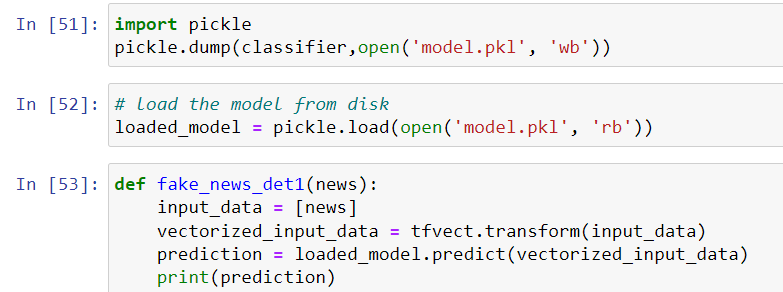 In [51]: import pickle
pickle.dump(classifier,open('model.pkl', 'wb'))
In [52]: # load the model from disk
loaded_model = pickle.load(open('model.pkl', 'rb'))
In [53]: def fake_news_det1(news):
    input_data = [news]
    vectorized_input_data = tfvect.transform(input_data)
    prediction = loaded_model.predict(vectorized_input_data)
    print(prediction)